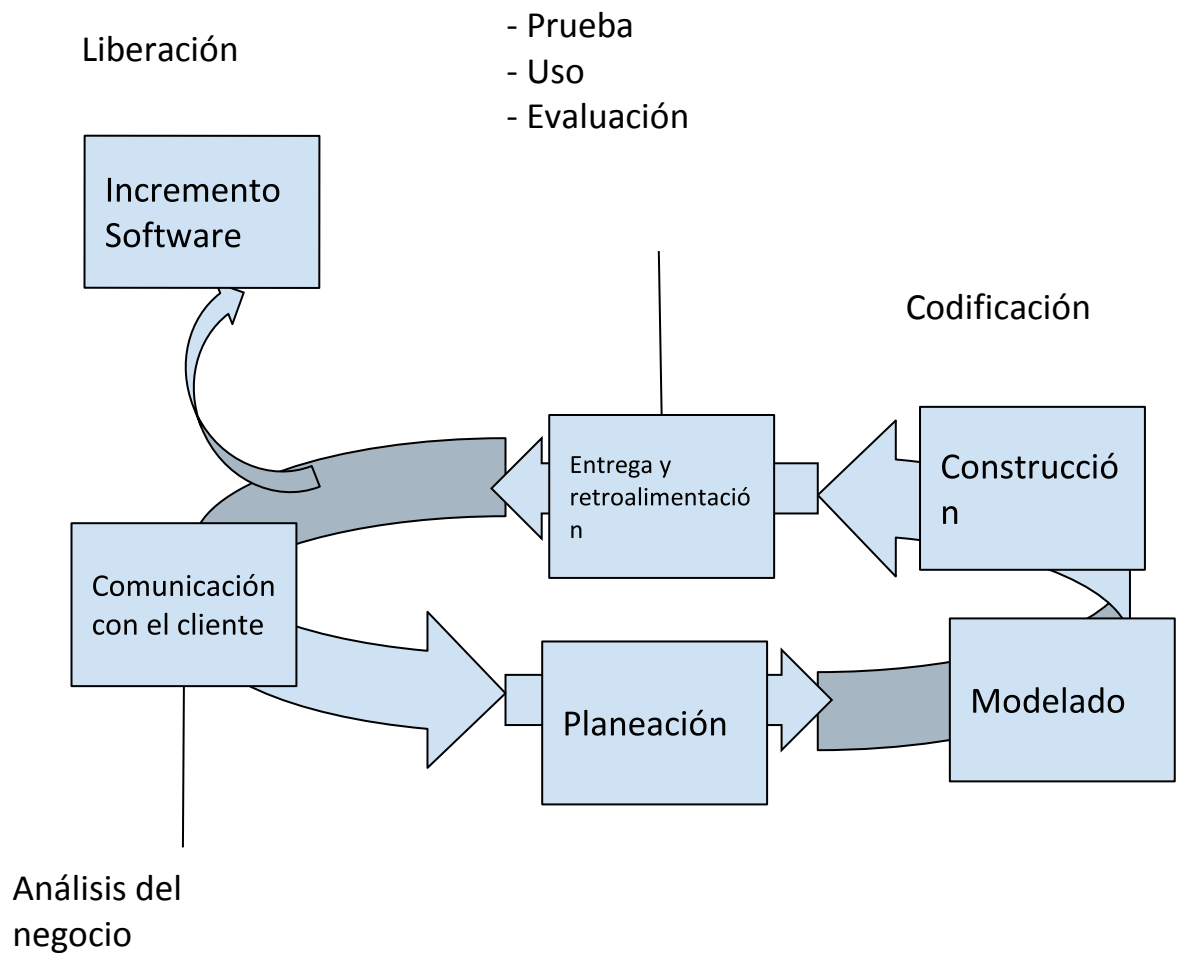 Liberación
- Prueba
- Uso
- Evaluación
Incremento
Software
Codificación
Entrega y
retroalimentació
n
Construcció
n
Comunicación
con el cliente
Planeación
Modelado
Análisis del
negocio